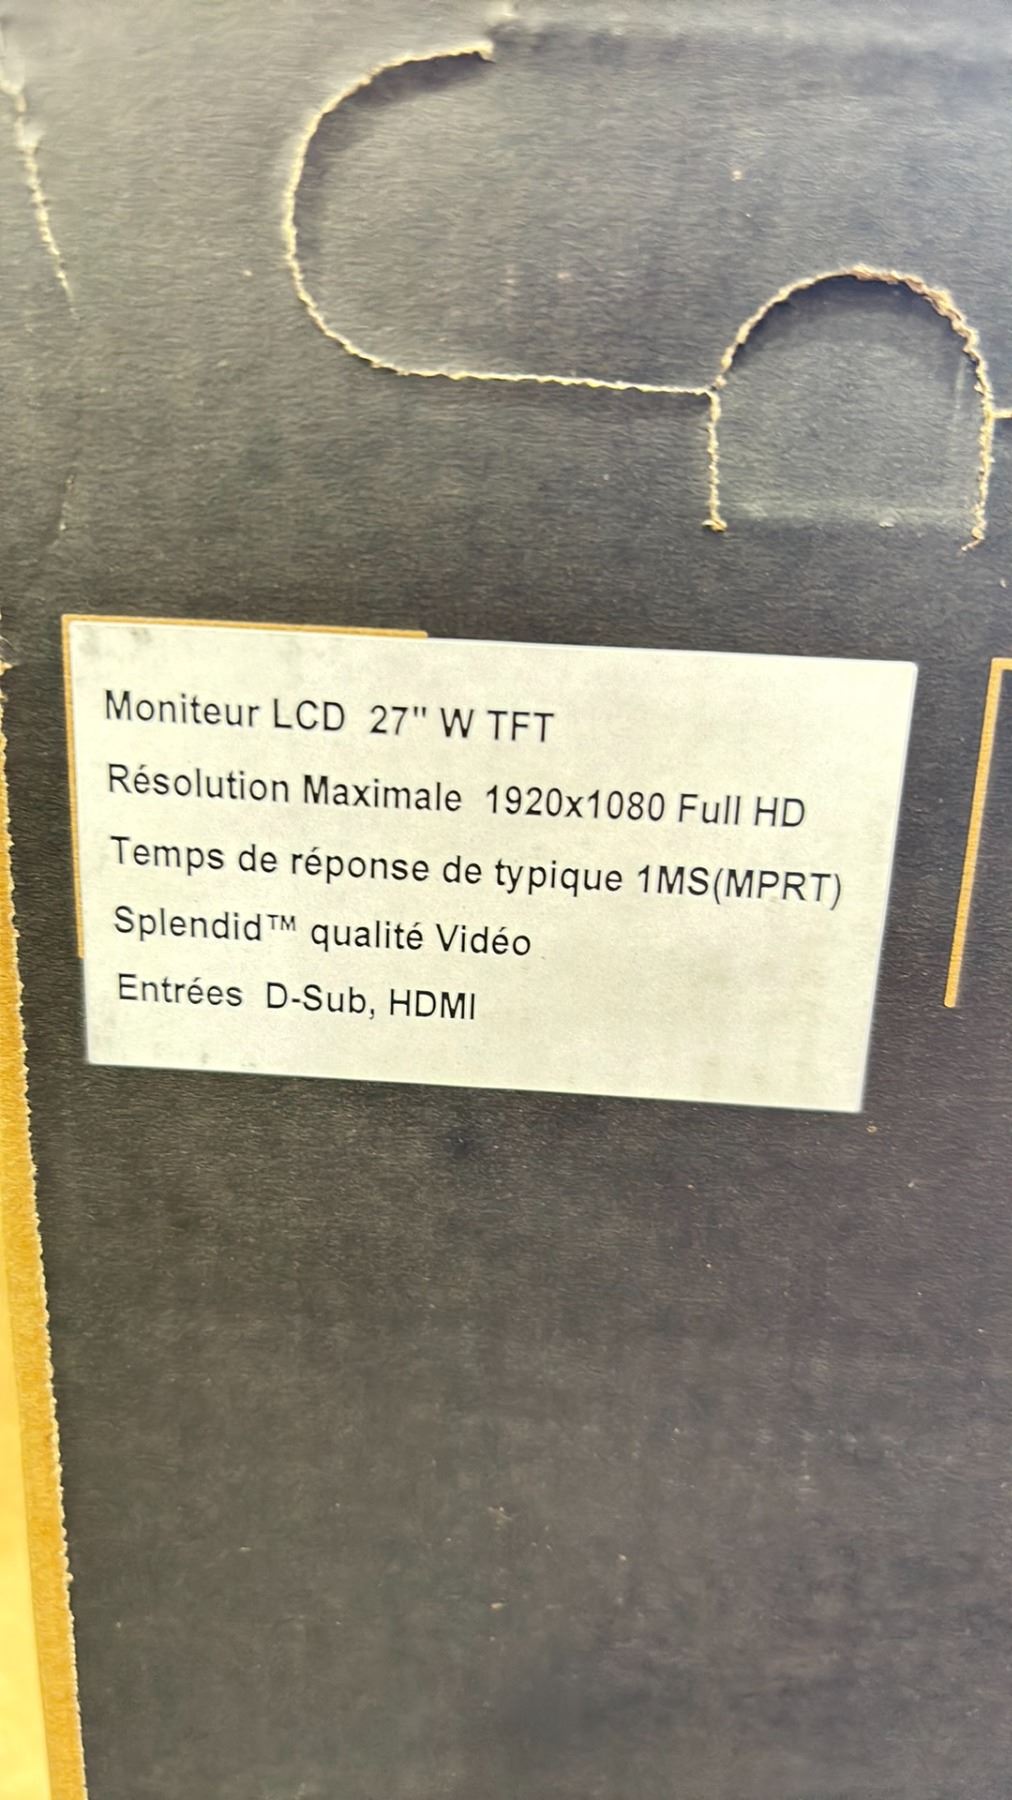 Moniteur LCD 27" W TFT
Résolution Maximale 1920x1080 Full HD
Temps de réponse de typique 1MS(MPRT)
Splendid™ qualité Vidéo
Entrées D-Sub, HDMI